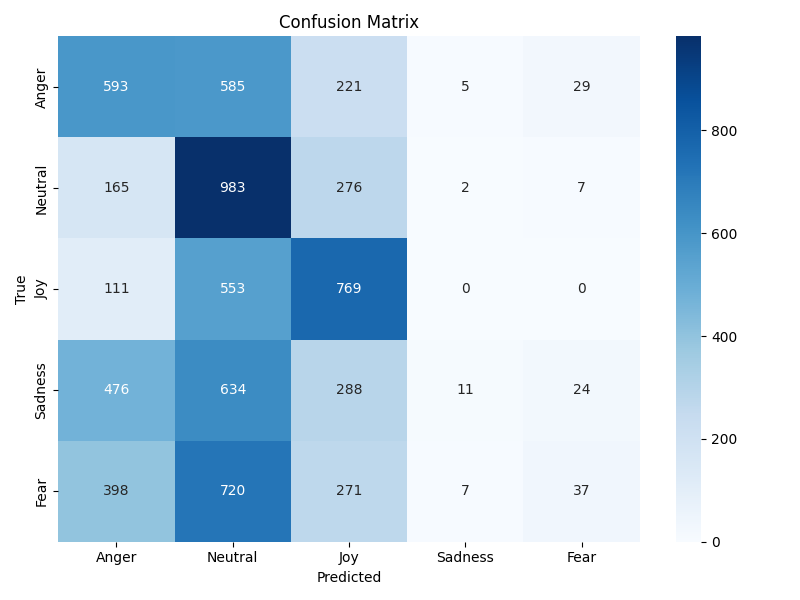 Confusion Matrix
True
Anger 593 585 221 5 29
Neutral 165 983 276 2 7
Joy 111 553 769 0 0
Sadness 476 634 288 11 24
Fear 398 720 271 7 37
Anger Neutral Joy Sadness Fear
Predicted
800
600
400
200
0